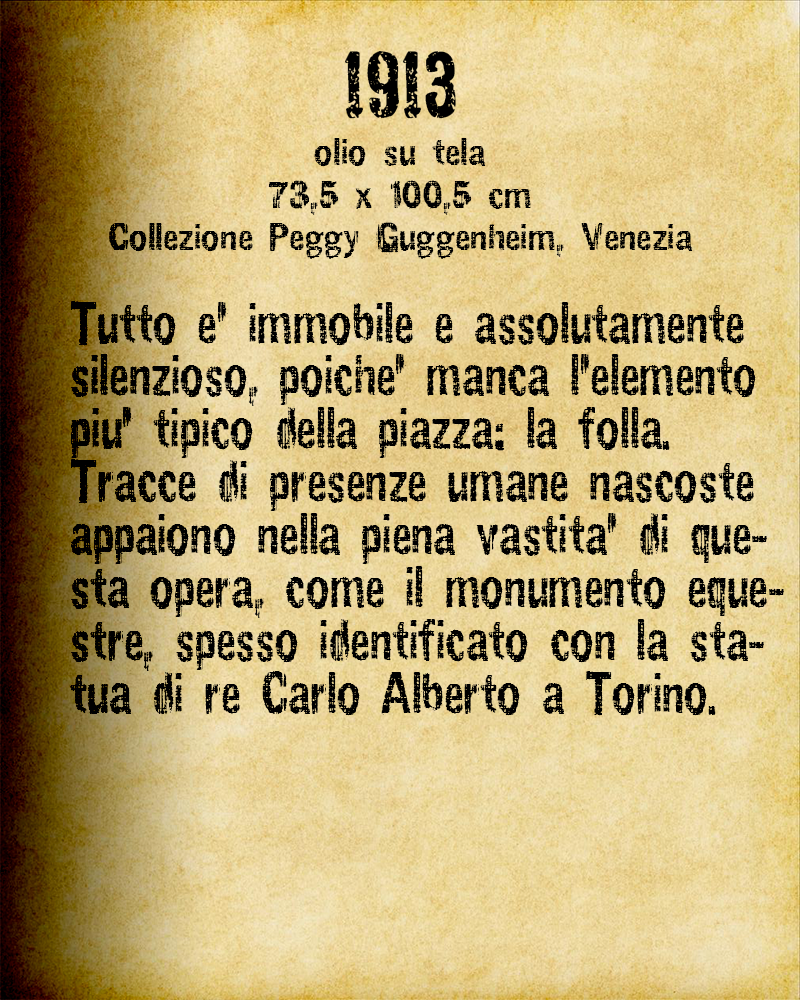 1913
olio su tela
73,5 x 100,5 cm
Collezione Peggy Guggenheim, Venezia
Tutto e' immobile e assolutamente
silenzioso, poiche' manca l'elemento
piu' tipico della piazza: la folla.
Tracce di presenze umane nascoste
appaiono nella piena vastita' di que-
sta opera, come il monumento eque-
stre, spesso identificato con la sta-
tua di re Carlo Alberto a Torino.